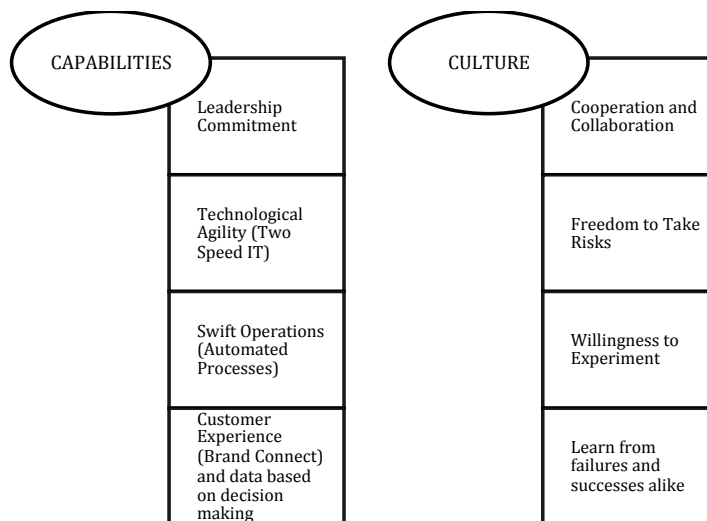 CAPABILITIES
Leadership
Commitment
Technological
Agility (Two
Speed IT)
Swift Operations
(Automated
Processes)
Customer
Experience
(Brand Connect)
and data based
on decision
making
CULTURE
Cooperation and
Collaboration
Freedom to Take
Risks
Willingness to
Experiment
Learn from
failures and
successes alike